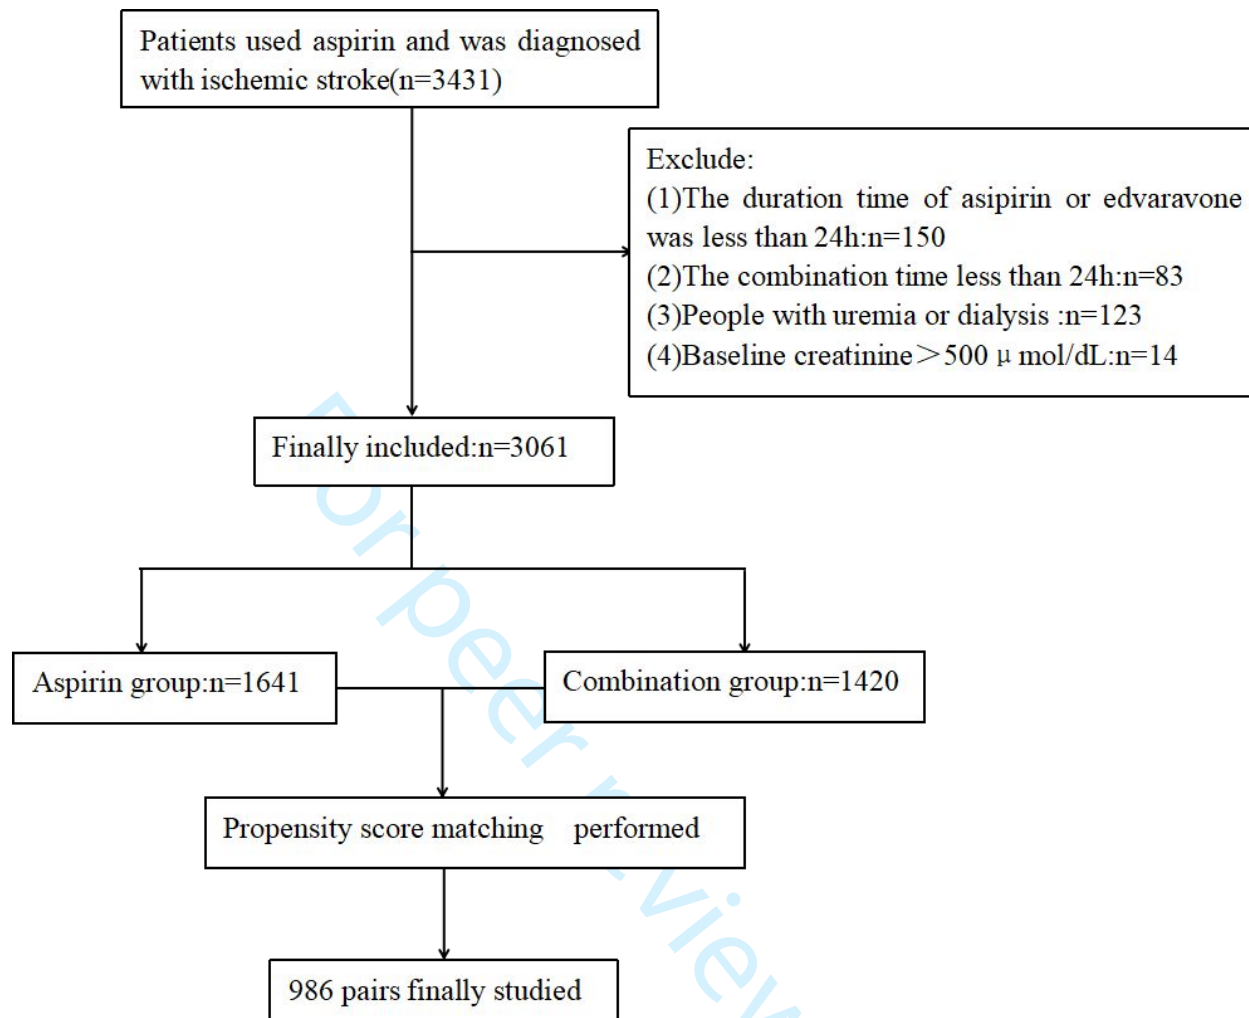 Patients used aspirin and was diagnosed
with ischemic stroke(n=3431)
Exclude:
(1)The duration time of asipirin or edvaravone
was less than 24h:n=150
(2)The combination time less than 24h:n=83
(3)People with uremia or dialysis :n=123
(4)Baseline creatinine＞500 μ mol/dL:n=14
Finally included:n=3061
Aspirin group:n=1641
Combination group:n=1420
Propensity score matching performed
986 pairs finally studied
For peer review